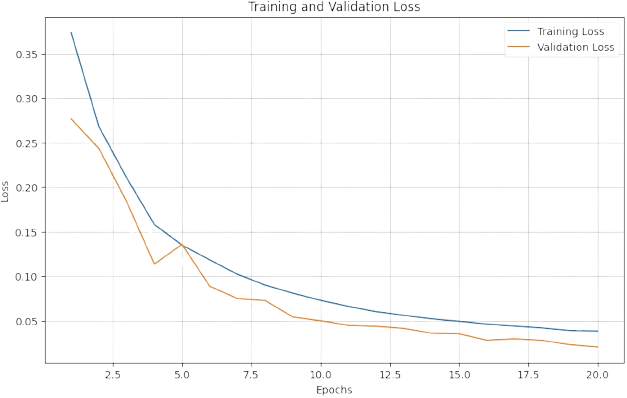 Training and Validation Loss
Training Loss
Validation Loss
0.35
0.30
0.25
0.20
0.15
0.10
0.05
Loss
2.5 5.0 7.5 10.0 12.5 15.0 17.5 20.0
Epochs